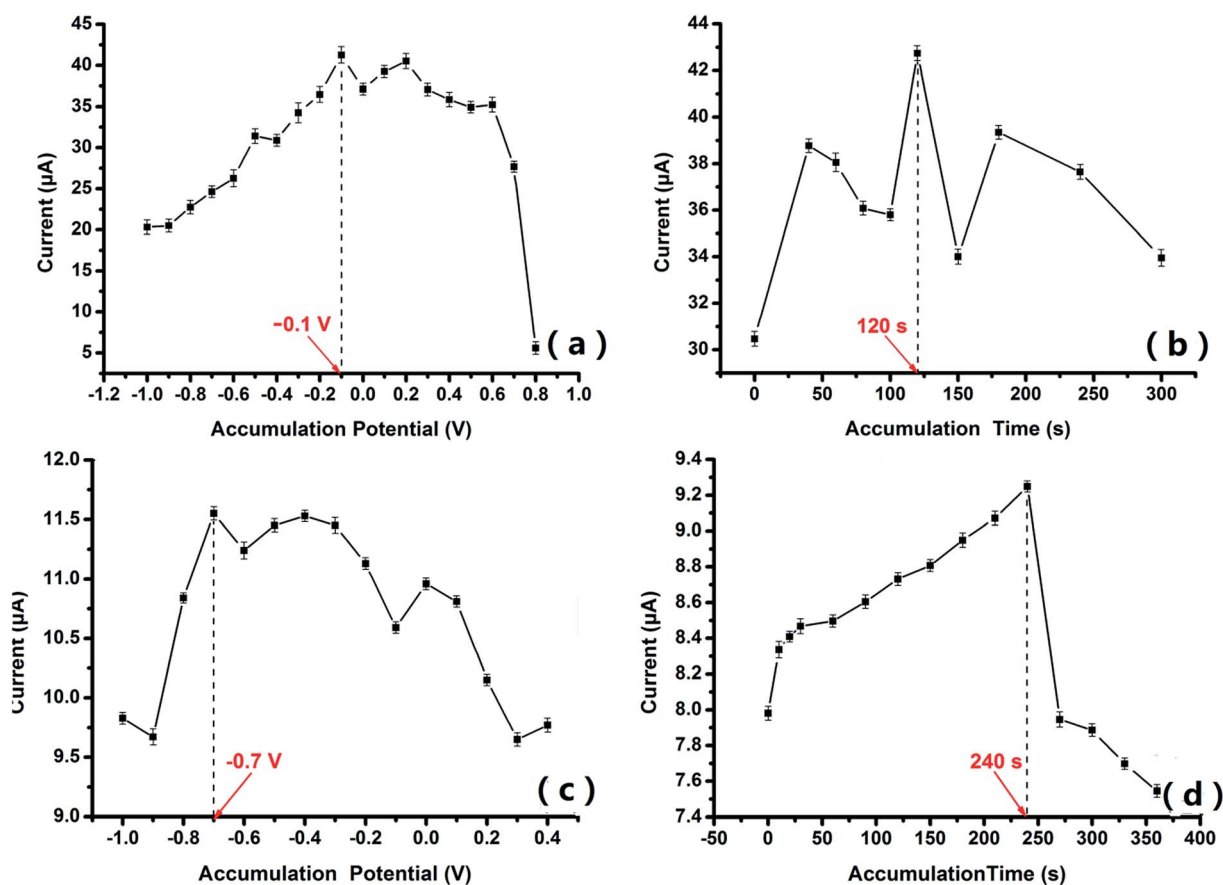 45
40
35
30
25
20
15
10
5
Current (μA)
−0.1 V
( a )
-1.2 -1.0 -0.8 -0.6 -0.4 -0.2 0.0 0.2 0.4 0.6 0.8 1.0
Accumulation Potential (V)
44
43
42
40
39
38
36
35
34
32
31
30
Current (μA)
120 s
( b )
0 50 100 150 200 250 300
Accumulation Time (s)
12.0
11.5
11.0
10.5
10.0
9.5
9.0
Current (μA)
-0.7 V
( c )
-1.0 -0.8 -0.6 -0.4 -0.2 0.0 0.2 0.4
Accumulation Potential (V)
9.4
9.2
9.0
8.8
8.6
8.4
8.2
8.0
7.8
7.6
7.4
Current (μA)
240 s
( d )
-50 0 50 100 150 200 250 300 350 400
AccumulationTime (s)